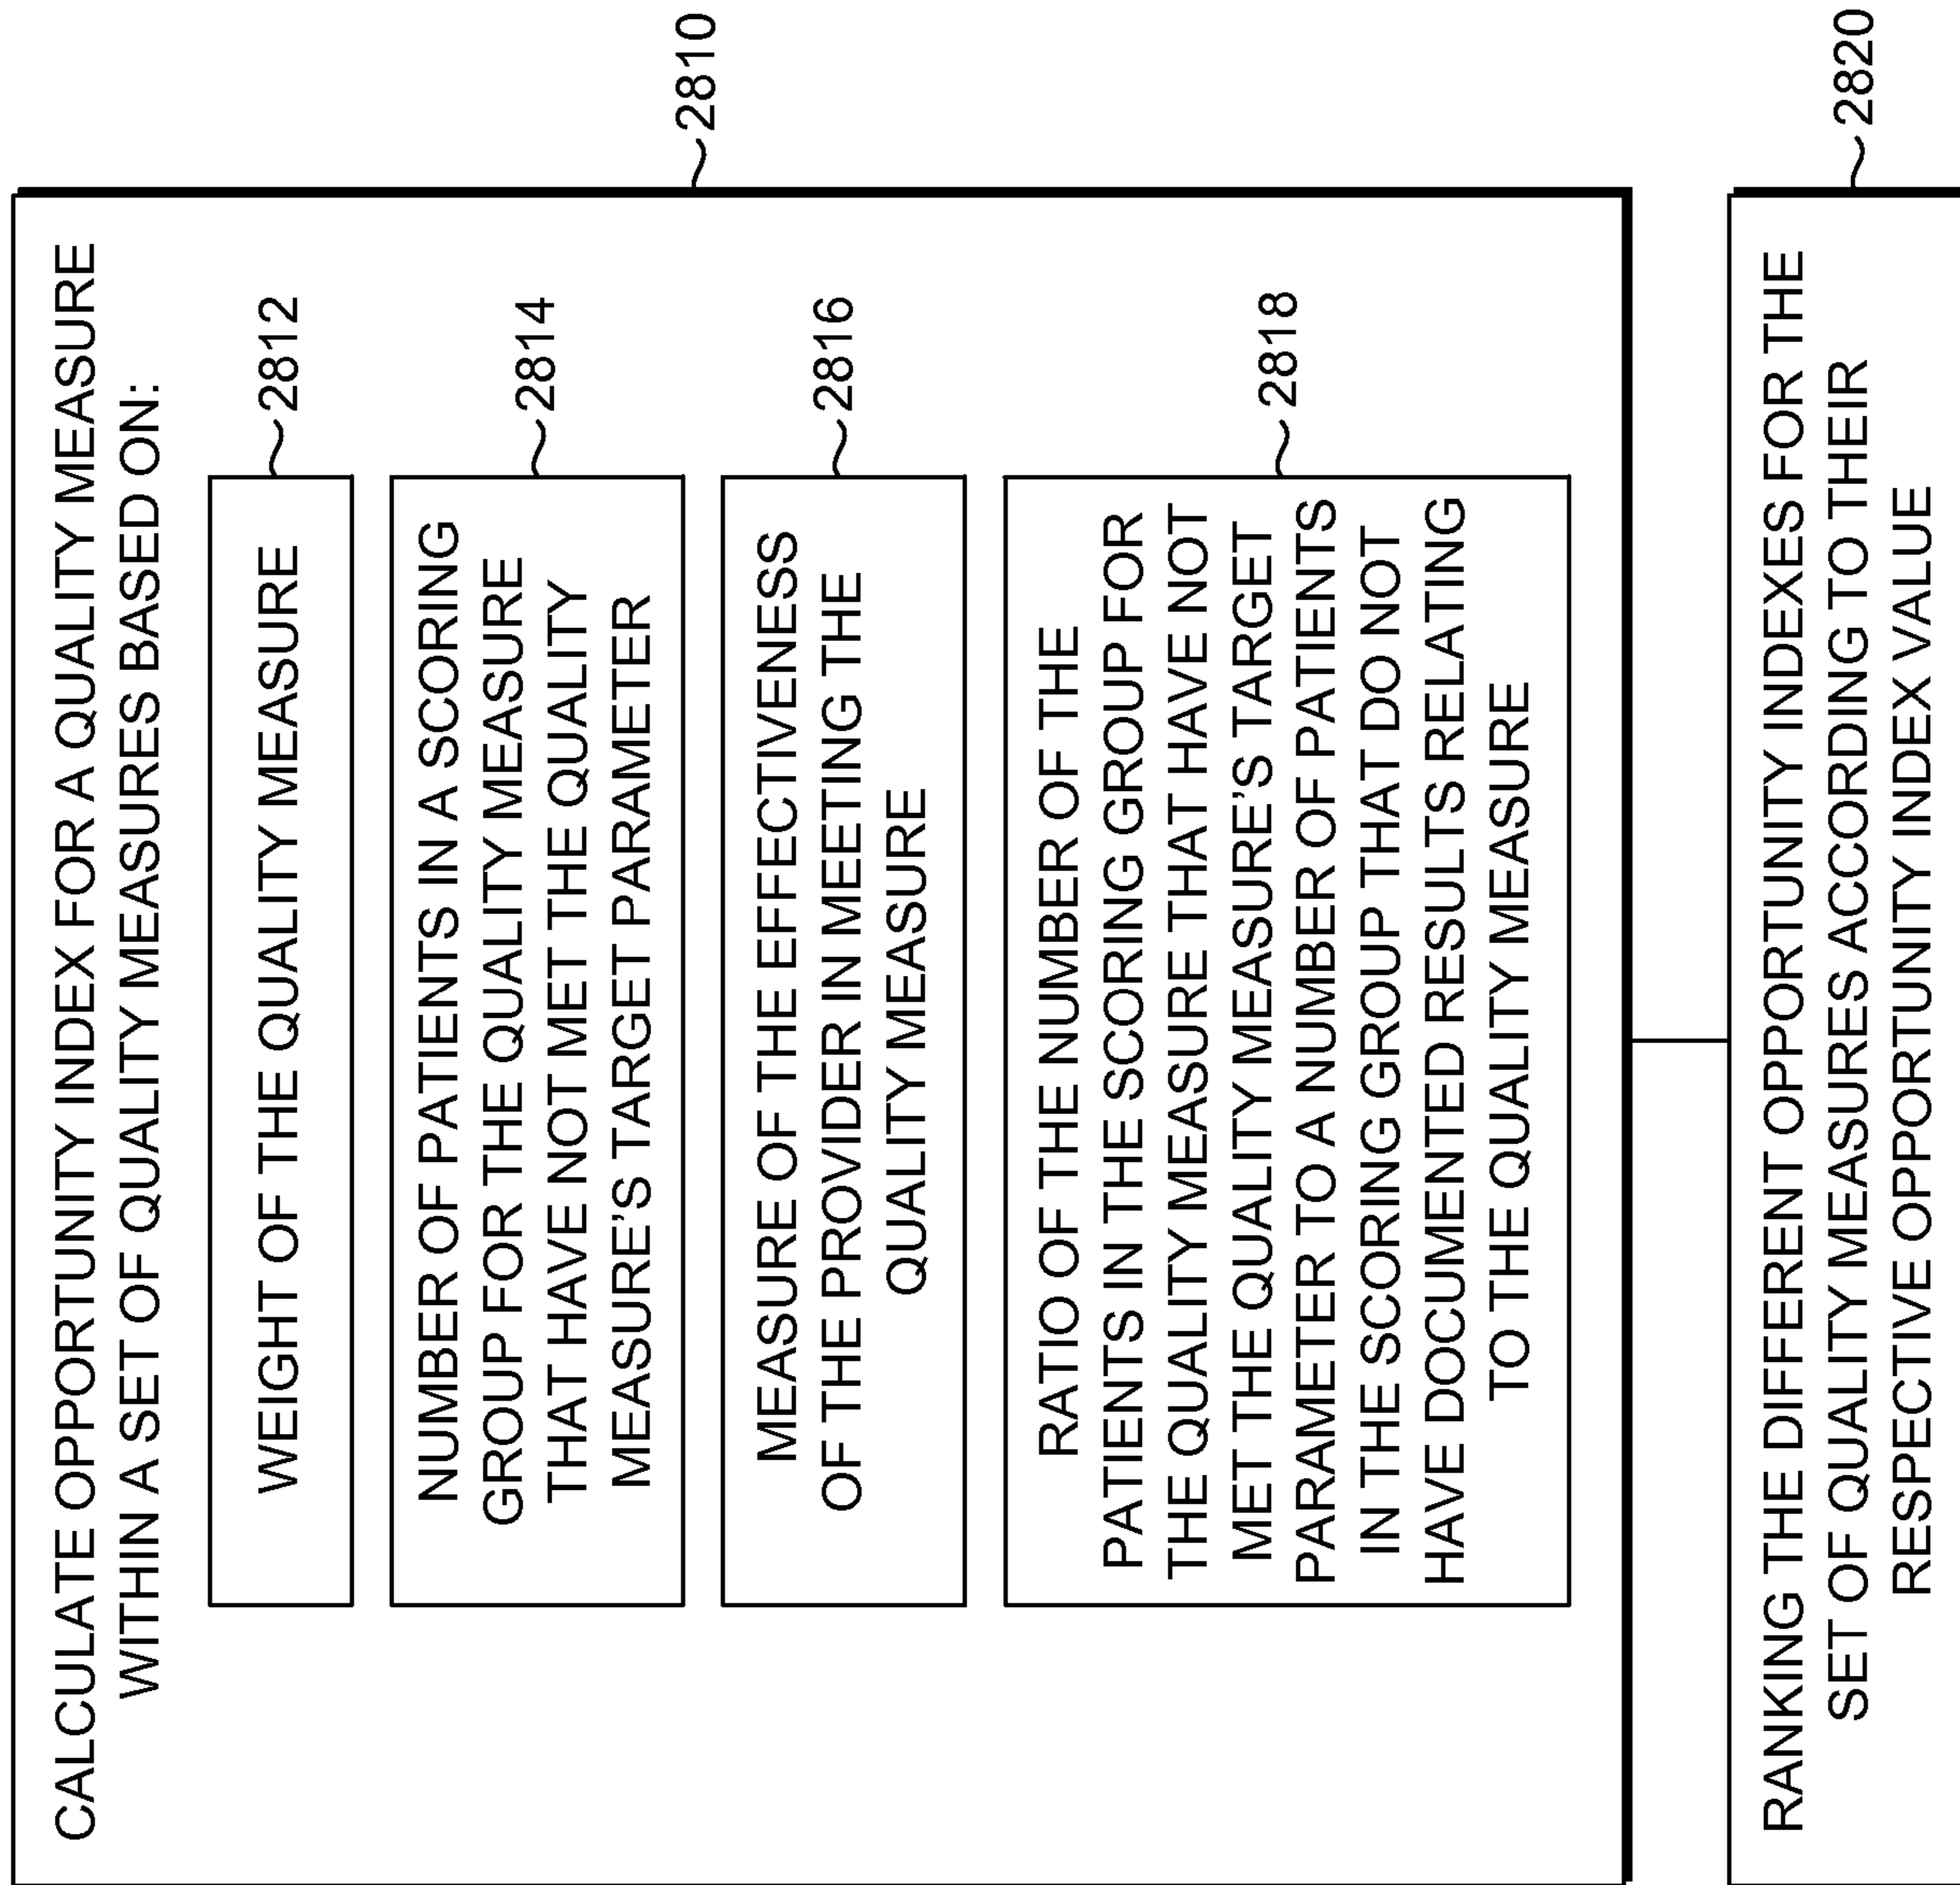 CALCULATE OPPORTUNITY INDEX FOR A QUALITY MEASURE
WITHIN A SET OF QUALITY MEASURES BASED ON:
2810
WEIGHT OF THE QUALITY MEASURE
2812
NUMBER OF PATIENTS IN A SCORING
GROUP FOR THE QUALITY MEASURE
THAT HAVE NOT MET THE QUALITY
MEASURE'S TARGET PARAMETER
2814
MEASURE OF THE EFFECTIVENESS
OF THE PROVIDER IN MEETING THE
QUALITY MEASURE
2816
RATIO OF THE NUMBER OF THE
PATIENTS IN THE SCORING GROUP FOR
THE QUALITY MEASURE THAT HAVE NOT
MET THE QUALITY MEASURE'S TARGET
PARAMETER TO A NUMBER OF PATIENTS
IN THE SCORING GROUP THAT DO NOT
HAVE DOCUMENTED RESULTS RELATING
TO THE QUALITY MEASURE
2818
RANKING THE DIFFERENT OPPORTUNITY INDEXES FOR THE
SET OF QUALITY MEASURES ACCORDING TO THEIR
RESPECTIVE OPPORTUNITY INDEX VALUE
2820